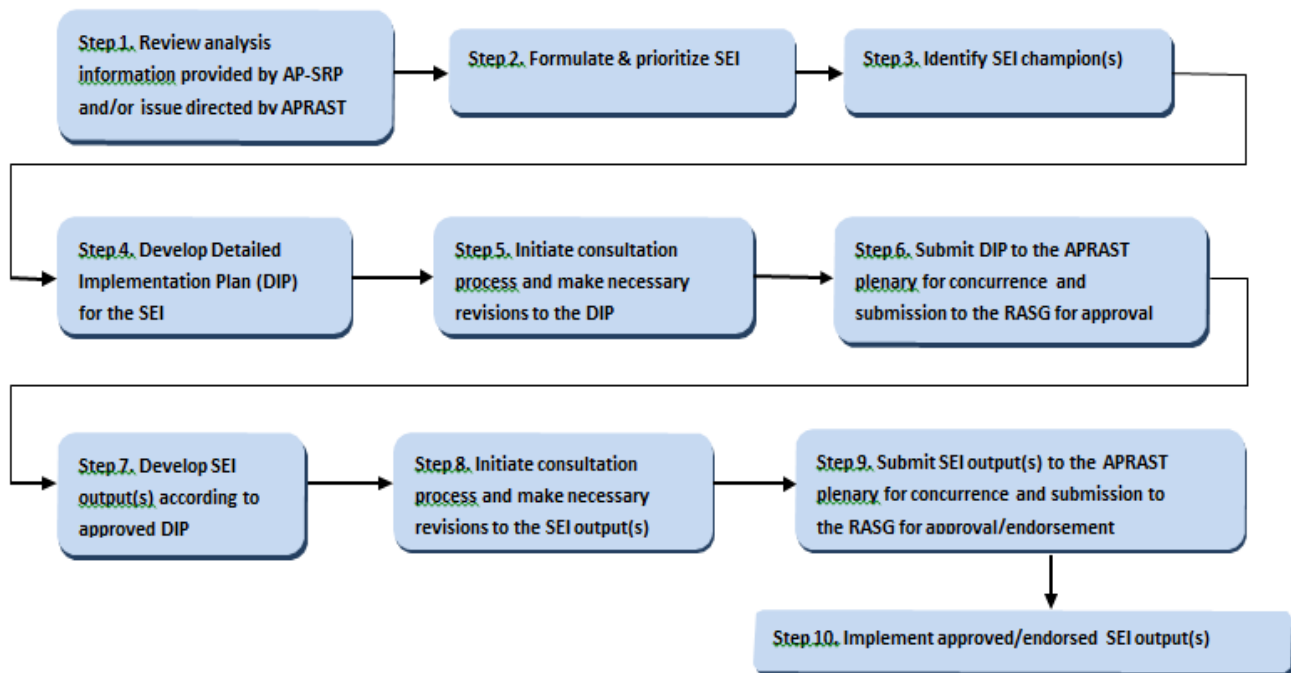 Step 1. Review analysis
information provided by AP-SRP
and/or issue directed by APRAST
Step 2. Formulate & prioritize SEI
Step 3. Identify SEI champion(s)
Step 4. Develop Detailed
Implementation Plan (DIP)
for the SEI
Step 5. Initiate consultation
process and make necessary
revisions to the DIP
Step 6. Submit DIP to the APRAST
plenary for concurrence and
submission to the RASG for approval
Step 7. Develop SEI
output(s) according to
approved DIP
Step 8. Initiate consultation
process and make necessary
revisions to the SEI output(s)
Step 9. Submit SEI output(s) to the APRAST
plenary for concurrence and submission to
the RASG for approval/endorsement
Step 10. Implement approved/endorsed SEI output(s)